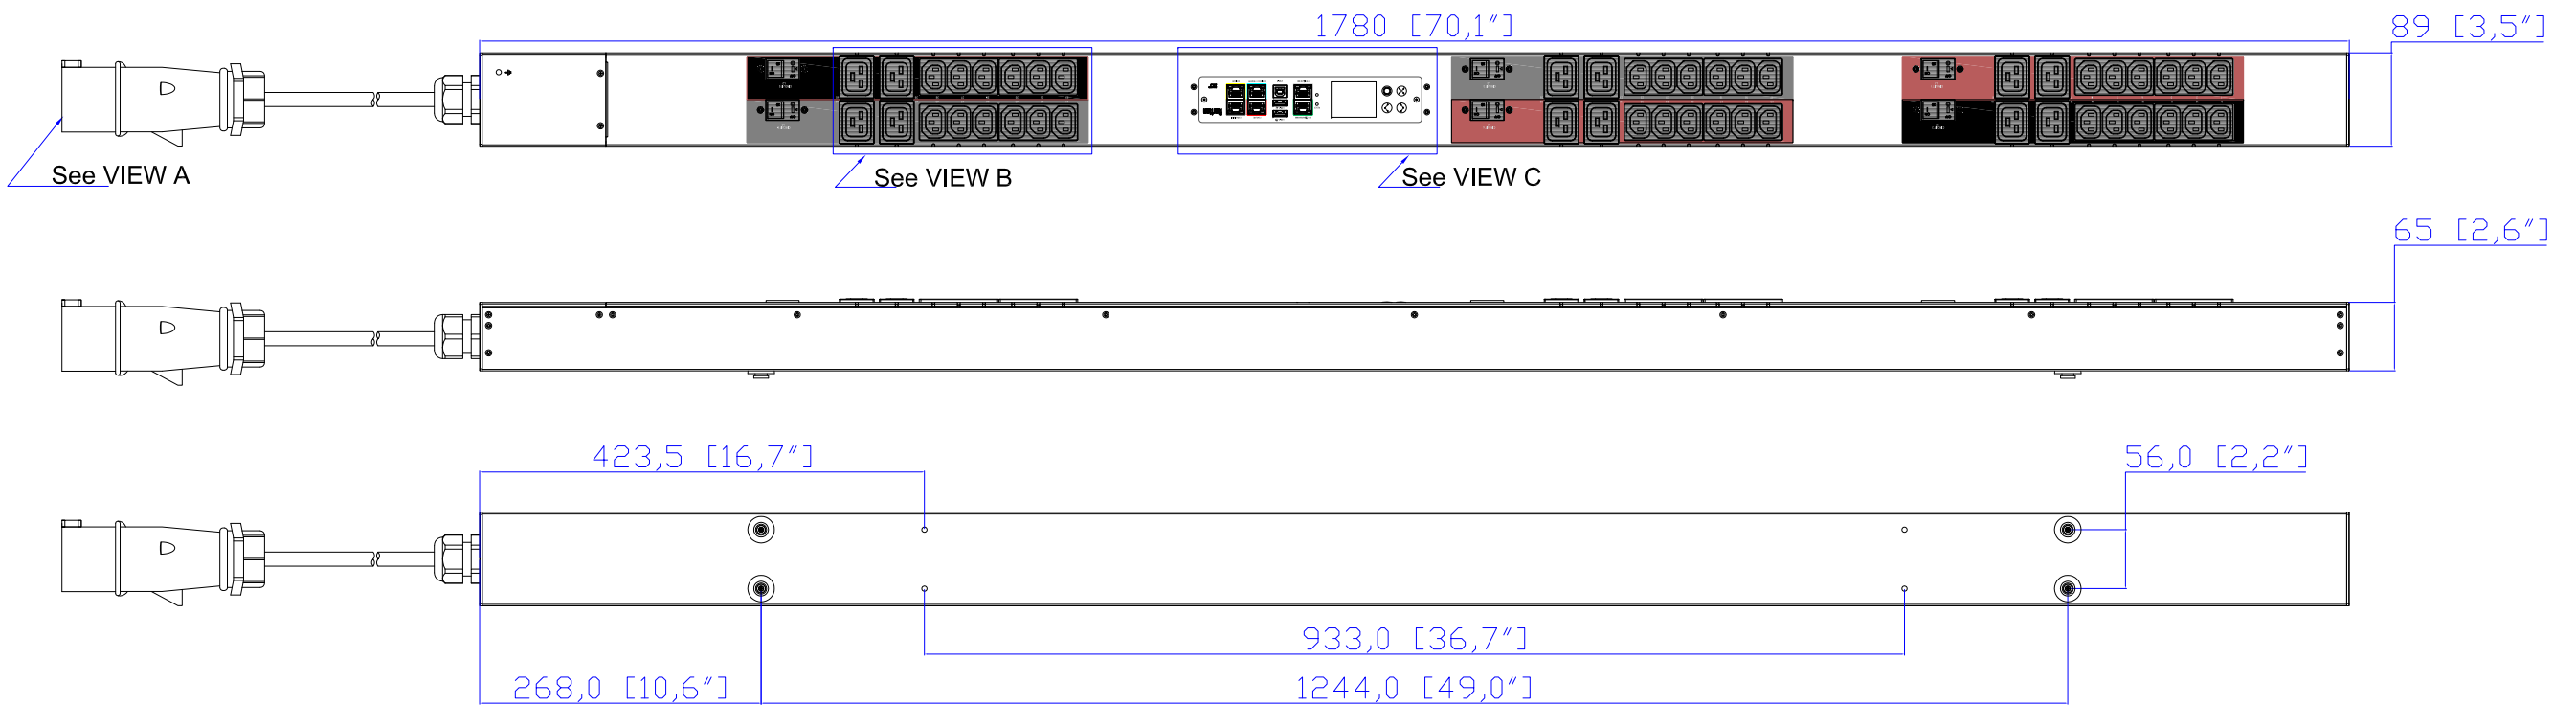 1780 [70,1"]
89 [3,5"]
See VIEW A
See VIEW B
See VIEW C
65 [2,6"]
423,5 [16,7"]
56,0 [2,2"]
933,0 [36,7"]
268,0 [10,6"]
1244,0 [49,0"]